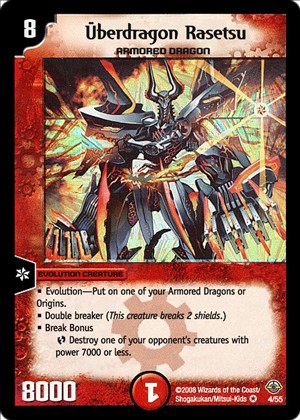 8 Überdragon Rasetsu
ARMORED DRAGON
EVOLUTION CREATURE
▪ Evolution—Put on one of your Armored Dragons or
Origins.
▪ Double breaker (This creature breaks 2 shields.)
▪ Break Bonus
Destroy one of your opponent's creatures with
power 7000 or less.
8000
1
©2008 Wizards of the Coast/
Shogakukan/Mitsui-Kids
4/55